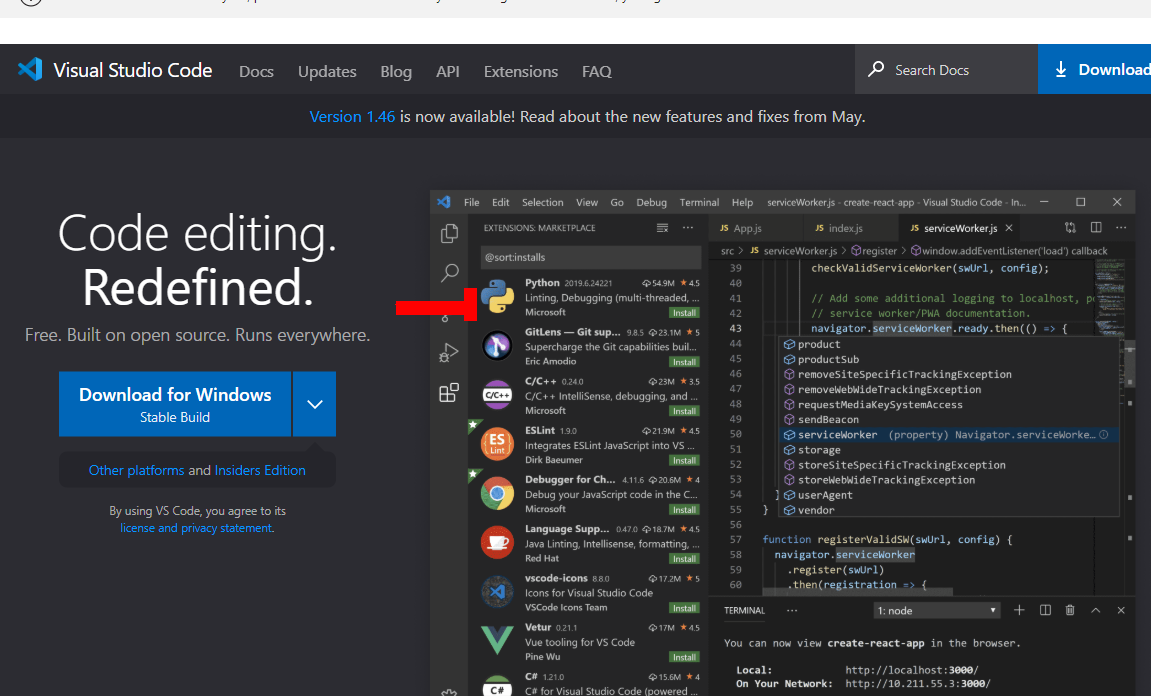 Visual Studio Code Docs Updates Blog API Extensions FAQ Search Docs Download
Version 1.46 is now available! Read about the new features and fixes from May.
Code editing.
Redefined.
Free. Built on open source. Runs everywhere.
Download for Windows
Stable Build
Other platforms and Insiders Edition
By using VS Code, you agree to its
license and privacy statement.
File Edit Selection View Go Debug Terminal Help serviceWorker.js - create-react-app - Visual Studio Code - In...
EXTENSIONS: MARKETPLACE
@sort:installs
Python 2019.6.24221 54.9M ★ 4.5
Linting, Debugging (multi-threaded, ...
Microsoft Install
GitLens — Git sup... 9.8.5 23.1M ★ 5
Supercharge the Git capabilities buil...
Eric Amodio Install
C/C++ 0.24.0 23M ★ 3.5
C/C++ IntelliSense, debugging, and ...
Microsoft Install
ESLint 1.9.0 21.9M ★ 4.5
Integrates ESLint JavaScript into VS ...
Dirk Baeumer Install
Debugger for Ch... 4.11.6 20.6M ★ 4
Debug your JavaScript code in the C...
Microsoft Install
Language Supp... 0.47.0 18.7M ★ 4.5
Java Linting, Intellisense, formatting, ...
Red Hat Install
vscode-icons 8.8.0 17.2M ★ 5
Icons for Visual Studio Code
VSCode Icons Team Install
Vetur 0.21.1 17M ★ 4.5
Vue tooling for VS Code
Pine Wu Install
C# 1.21.0 15.6M ★ 4
C# for Visual Studio Code (powered ...
C/C++
ES
Lint
C#
JS App.js JS index.js JS serviceWorker.js
src > JS serviceWorker.js > register > window.addEventListener('load') callback
39 checkValidServiceWorker(swUrl, config);
40
41 // Add some additional logging to localhost, p
42 // service worker/PWA documentation.
43 navigator.serviceWorker.ready.then(() => {
44 product
45 productSub
46 removeSiteSpecificTrackingException
47 removeWebWideTrackingException
48 requestMediaKeySystemAccess
49 sendBeacon
50 serviceWorker (property) Navigator.serviceWorke...
51 storage
52 storeSiteSpecificTrackingException
53 storeWebWideTrackingException
54 } userAgent
55 } vendor
56
57 function registerValidSW(swUrl, config) {
58 navigator.serviceWorker
59 .register(swUrl)
60 .then(registration => {
TERMINAL ... 1: node
You can now view create-react-app in the browser.
Local: http://localhost:3000/
On Your Network: http://10.211.55.3:3000/